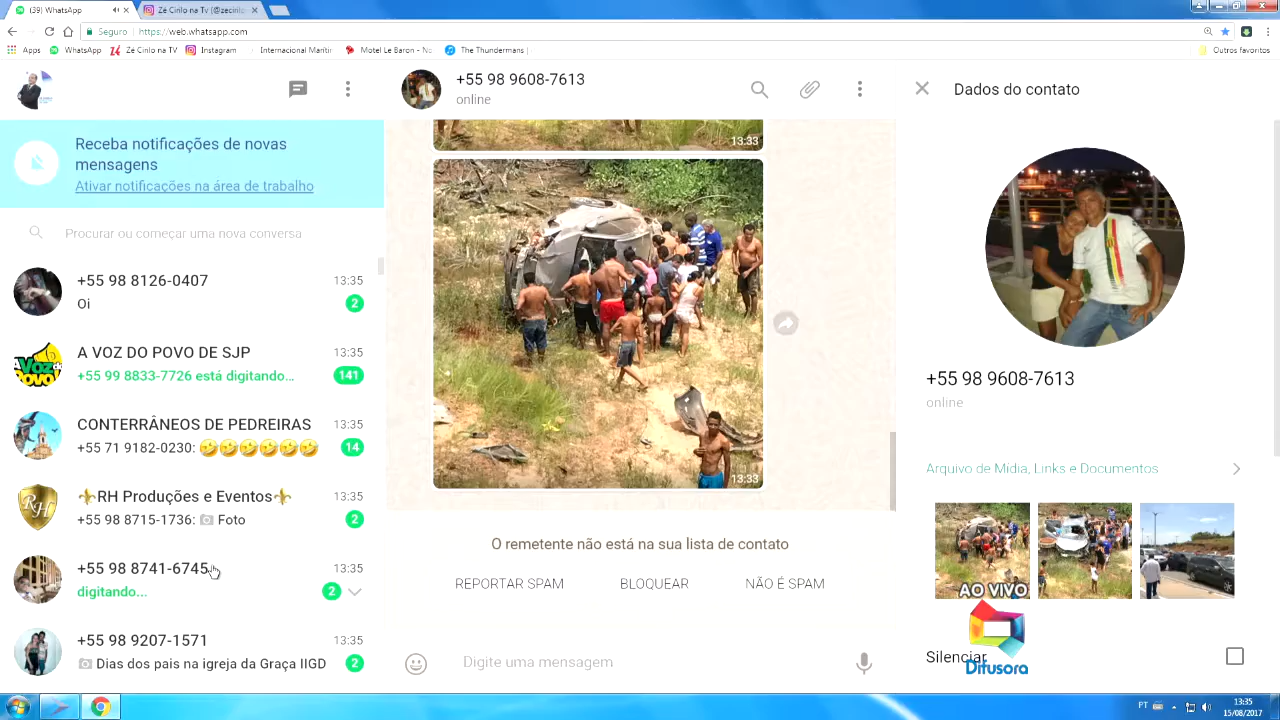 (39) WhatsApp
Zé Cirilo na Tv (@zecirilo
Seguro
https://web.whatsapp.com
Apps
WhatsApp
Zé Cirilo na TV
Instagram
Internacional Marítim
Motel Le Baron - Na
The Thundermans
Outros favoritos
+55 98 9608-7613
online
Dados do contato
Receba notificações de novas
mensagens
Ativar notificações na área de trabalho
Procurar ou começar uma nova conversa
+55 98 8126-0407
13:35
Oi
2
A VOZ DO POVO DE SJP
13:35
+55 99 8833-7726 está digitando...
141
CONTERRÂNEOS DE PEDREIRAS
13:35
+55 71 9182-0230: 🤣🤣🤣🤣🤣🤣
14
⚜RH Produções e Eventos⚜
13:35
+55 98 8715-1736: 📷 Foto
2
+55 98 8741-6745
13:35
digitando...
2
+55 98 9207-1571
13:35
📷 Dias dos pais na igreja da Graça IIGD
2
13:33
13:33
O remetente não está na sua lista de contato
REPORTAR SPAM
BLOQUEAR
NÃO É SPAM
Digite uma mensagem
+55 98 9608-7613
online
Arquivo de Mídia, Links e Documentos
AO VIVO
Difusora
Silenciar
PT
13:35
15/08/2017